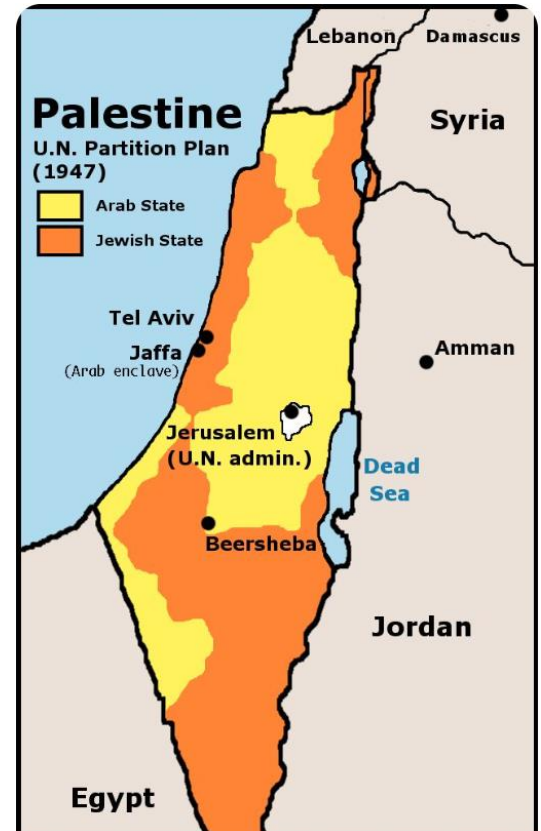 Lebanon
Damascus
Palestine
U.N. Partition Plan
(1947)
Syria
Arab State
Jewish State
Tel Aviv
Jaffa
(Arab enclave)
Amman
Jerusalem
(U.N. admin.)
Dead
Sea
Beersheba
Jordan
Egypt